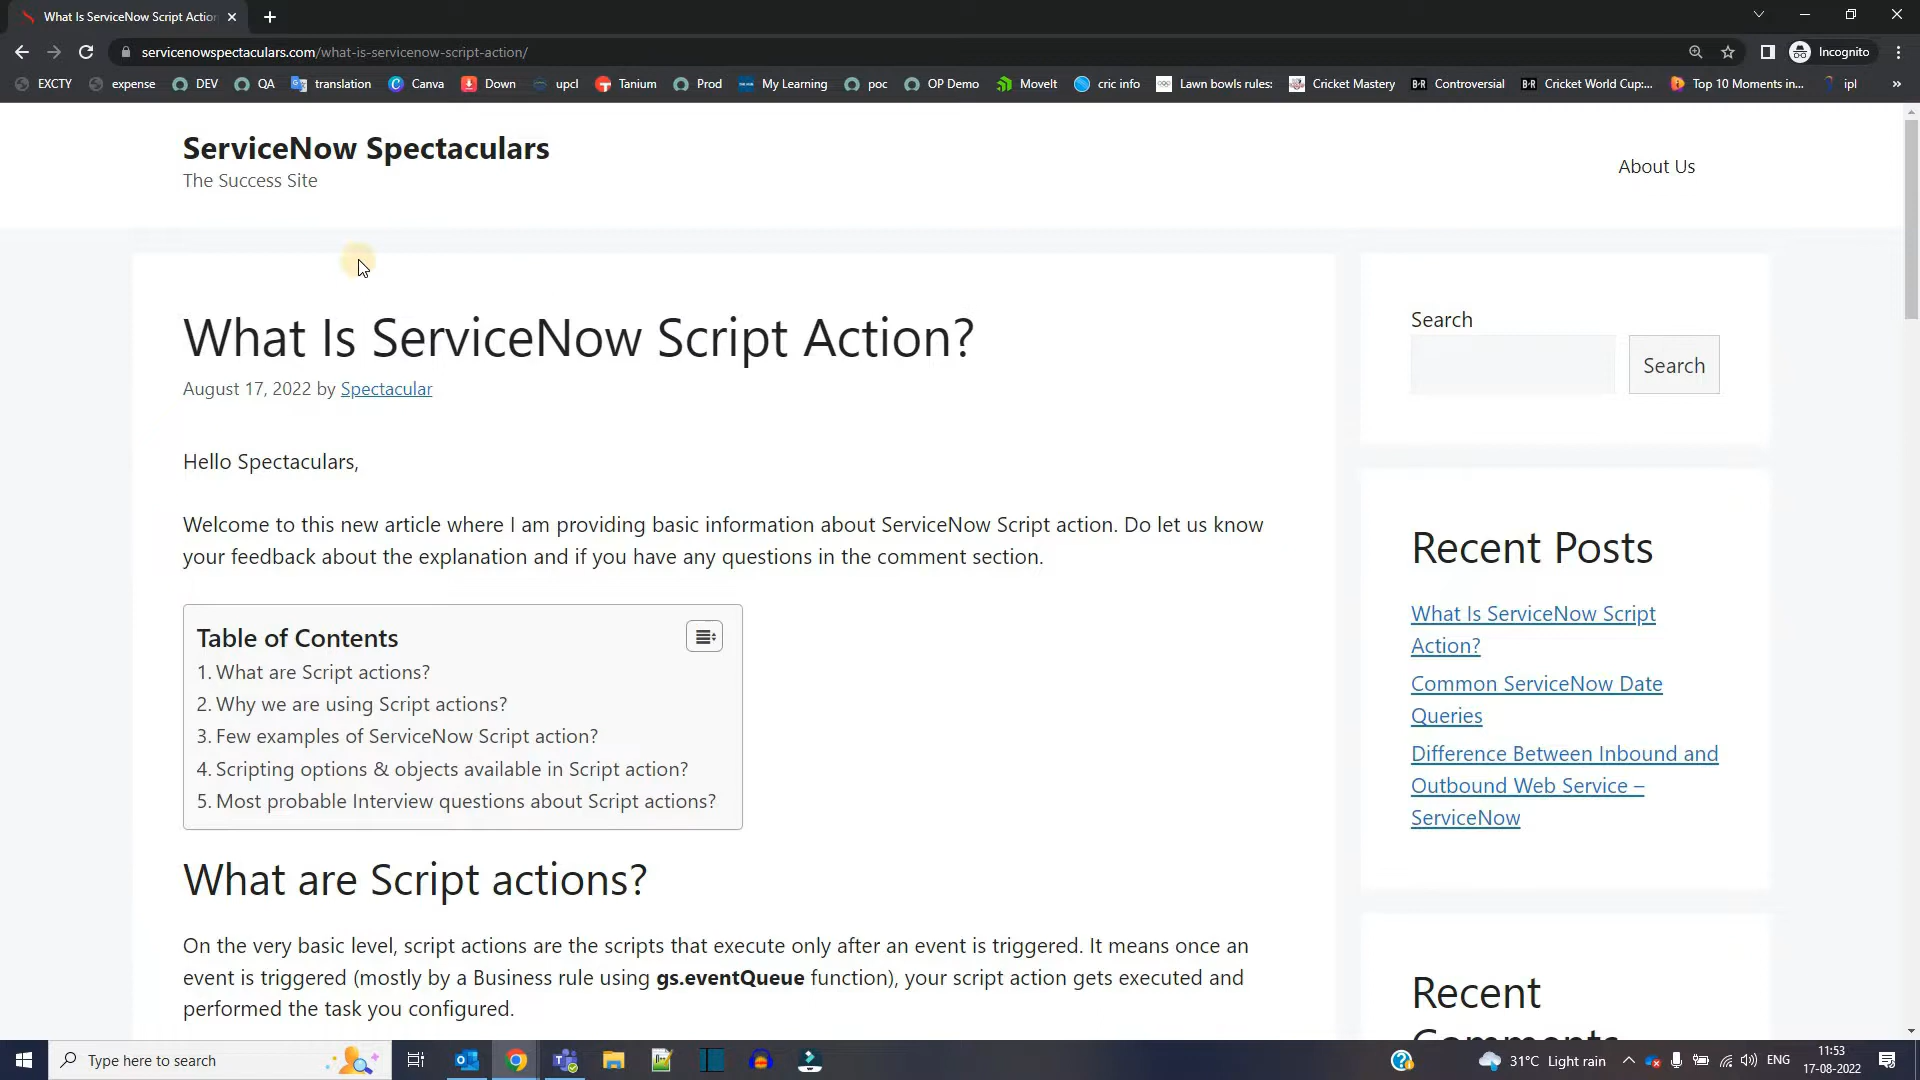 What Is ServiceNow Script Action
servicenowspectaculars.com/what-is-servicenow-script-action/
Incognito
EXCTY
expense
DEV
QA
translation
Canva
Down
upcl
Tanium
Prod
My Learning
poc
OP Demo
MoveIt
cric info
Lawn bowls rules:
Cricket Mastery
B-R
Controversial
B-R
Cricket World Cup:...
Top 10 Moments in...
ipl
»
ServiceNow Spectaculars
The Success Site
About Us
What Is ServiceNow Script Action?
August 17, 2022 by Spectacular
Hello Spectaculars,
Welcome to this new article where I am providing basic information about ServiceNow Script action. Do let us know
your feedback about the explanation and if you have any questions in the comment section.
Table of Contents
1. What are Script actions?
2. Why we are using Script actions?
3. Few examples of ServiceNow Script action?
4. Scripting options & objects available in Script action?
5. Most probable Interview questions about Script actions?
What are Script actions?
On the very basic level, script actions are the scripts that execute only after an event is triggered. It means once an
event is triggered (mostly by a Business rule using gs.eventQueue function), your script action gets executed and
performed the task you configured.
Search
Search
Recent Posts
What Is ServiceNow Script
Action?
Common ServiceNow Date
Queries
Difference Between Inbound and
Outbound Web Service –
ServiceNow
Recent
Comments
Type here to search
31°C Light rain
ENG
11:53
17-08-2022